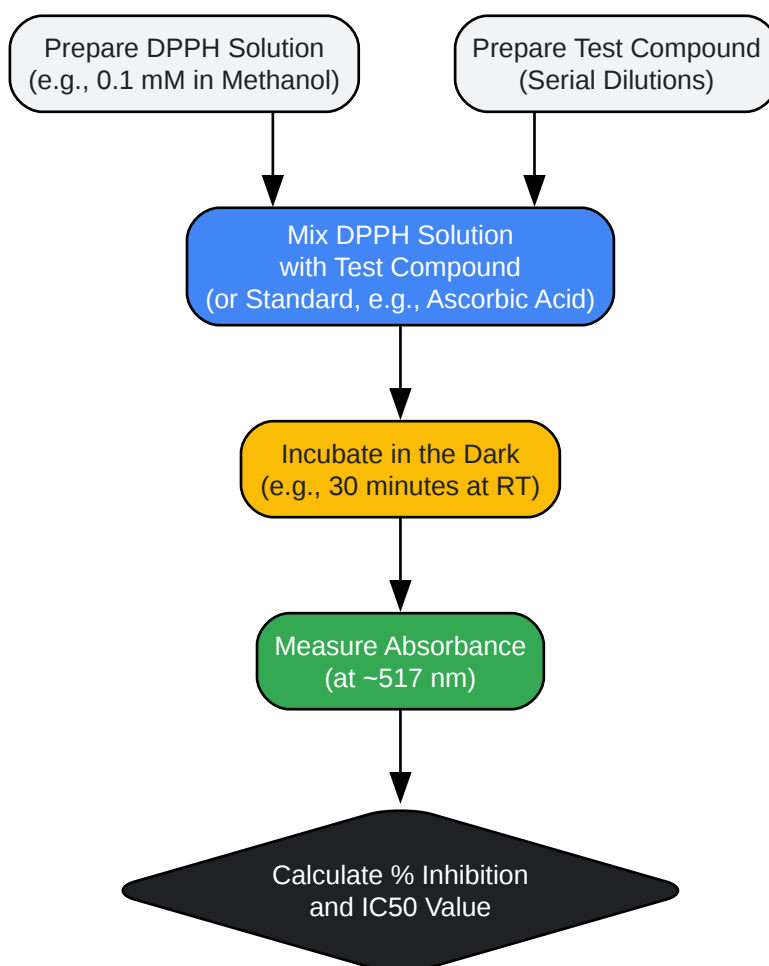 Prepare DPPH Solution
(e.g., 0.1 mM in Methanol)
Prepare Test Compound
(Serial Dilutions)
Mix DPPH Solution
with Test Compound
(or Standard, e.g., Ascorbic Acid)
Incubate in the Dark
(e.g., 30 minutes at RT)
Measure Absorbance
(at ~517 nm)
Calculate % Inhibition
and IC50 Value